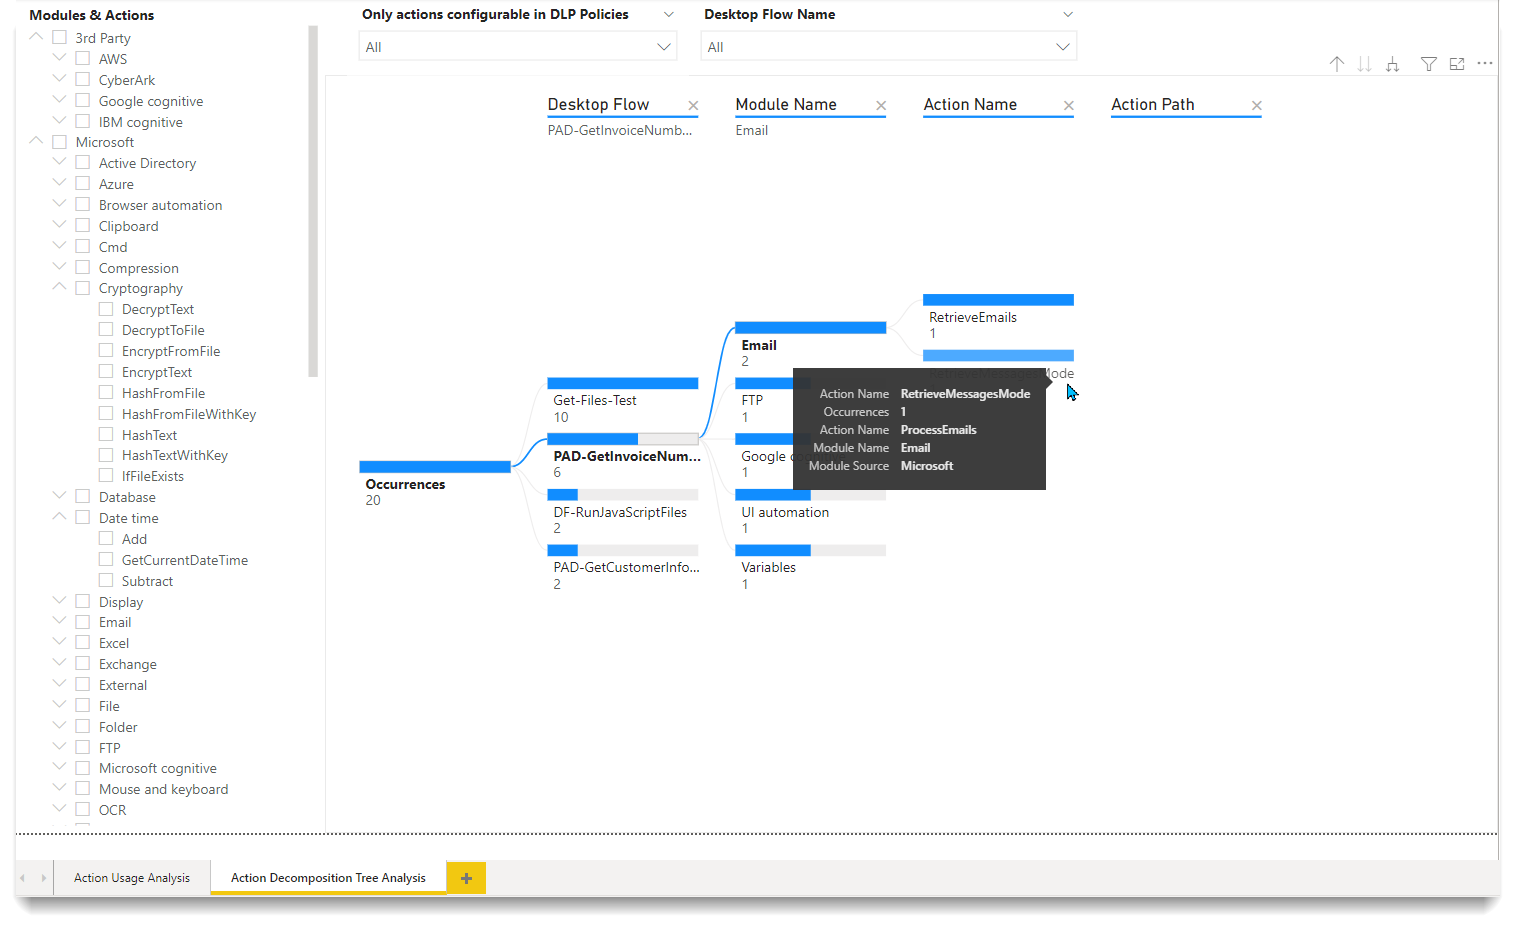 Modules & Actions
3rd Party
AWS
CyberArk
Google cognitive
IBM cognitive
Microsoft
Active Directory
Azure
Browser automation
Clipboard
Cmd
Compression
Cryptography
DecryptText
DecryptToFile
EncryptFromFile
EncryptText
HashFromFile
HashFromFileWithKey
HashText
HashTextWithKey
IfFileExists
Database
Date time
Add
GetCurrentDateTime
Subtract
Display
Email
Excel
Exchange
External
File
Folder
FTP
Microsoft cognitive
Mouse and keyboard
OCR
Only actions configurable in DLP Policies
All
Desktop Flow Name
All
Desktop Flow
PAD-GetInvoiceNumb...
Module Name
Email
Action Name
Action Path
Occurrences
20
Get-Files-Test
10
PAD-GetInvoiceNum...
6
DF-RunJavaScriptFiles
2
PAD-GetCustomerInfo...
2
Email
2
FTP
1
Google
1
UI automation
1
Variables
1
RetrieveEmails
1
Action Name RetrieveMessagesMode
Occurrences 1
Action Name ProcessEmails
Module Name Email
Module Source Microsoft
Action Usage Analysis
Action Decomposition Tree Analysis